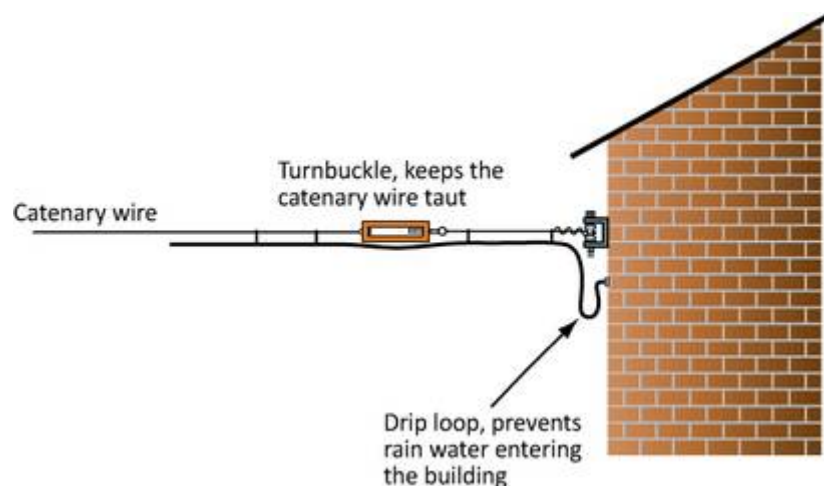 Turnbuckle, keeps the
catenary wire taut
Catenary wire
Drip loop, prevents
rain water entering
the building